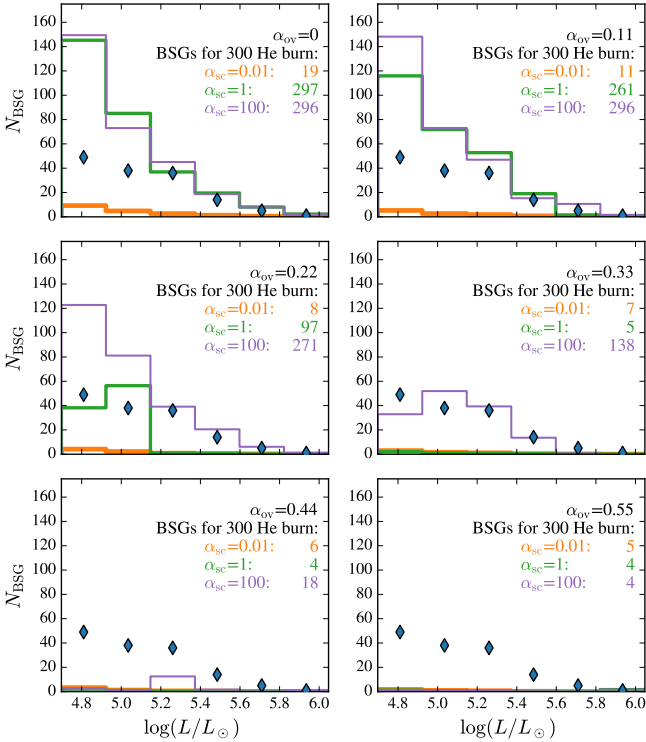 160
140
120
100
80
60
40
20
0
N_BSG
α_ov=0
BSGs for 300 He burn:
α_sc=0.01: 19
α_sc=1: 297
α_sc=100: 296
160
140
120
100
80
60
40
20
0
α_ov=0.11
BSGs for 300 He burn:
α_sc=0.01: 11
α_sc=1: 261
α_sc=100: 296
160
140
120
100
80
60
40
20
0
N_BSG
α_ov=0.22
BSGs for 300 He burn:
α_sc=0.01: 8
α_sc=1: 97
α_sc=100: 271
160
140
120
100
80
60
40
20
0
α_ov=0.33
BSGs for 300 He burn:
α_sc=0.01: 7
α_sc=1: 5
α_sc=100: 138
160
140
120
100
80
60
40
20
0
N_BSG
α_ov=0.44
BSGs for 300 He burn:
α_sc=0.01: 6
α_sc=1: 4
α_sc=100: 18
4.8 5.0 5.2 5.4 5.6 5.8 6.0
log(L/L_⊙)
160
140
120
100
80
60
40
20
0
α_ov=0.55
BSGs for 300 He burn:
α_sc=0.01: 5
α_sc=1: 4
α_sc=100: 4
4.8 5.0 5.2 5.4 5.6 5.8 6.0
log(L/L_⊙)